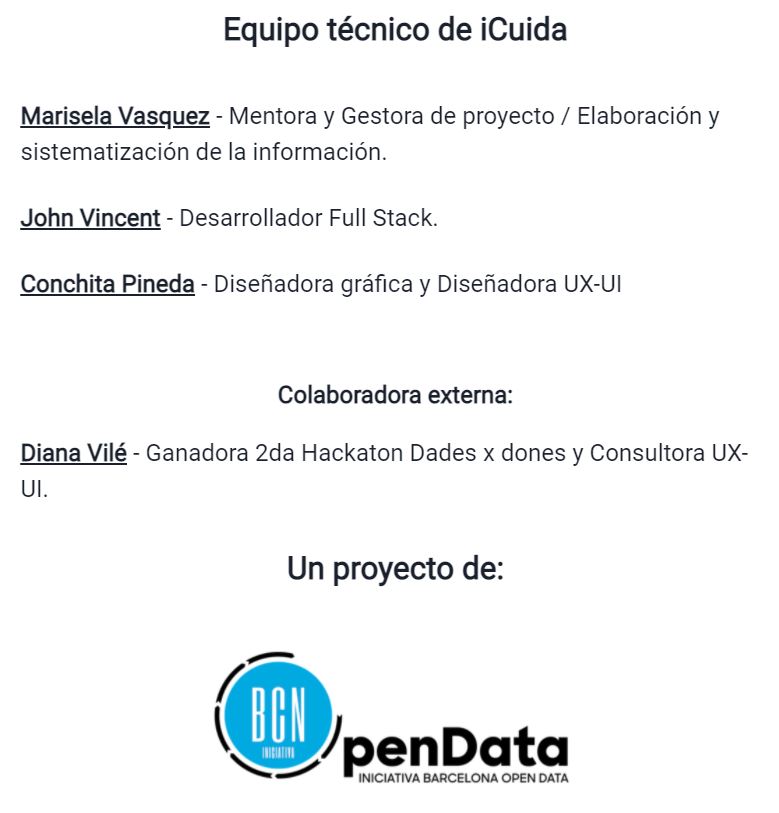 Equipo técnico de iCuida
Marisela Vasquez - Mentora y Gestora de proyecto / Elaboración y
sistematización de la información.
John Vincent - Desarrollador Full Stack.
Conchita Pineda - Diseñadora gráfica y Diseñadora UX-UI
Colaboradora externa:
Diana Vilé - Ganadora 2da Hackaton Dades x dones y Consultora UX-
UI.
Un proyecto de:
BCN
INICIATIVA
OpenData
INICIATIVA BARCELONA OPEN DATA